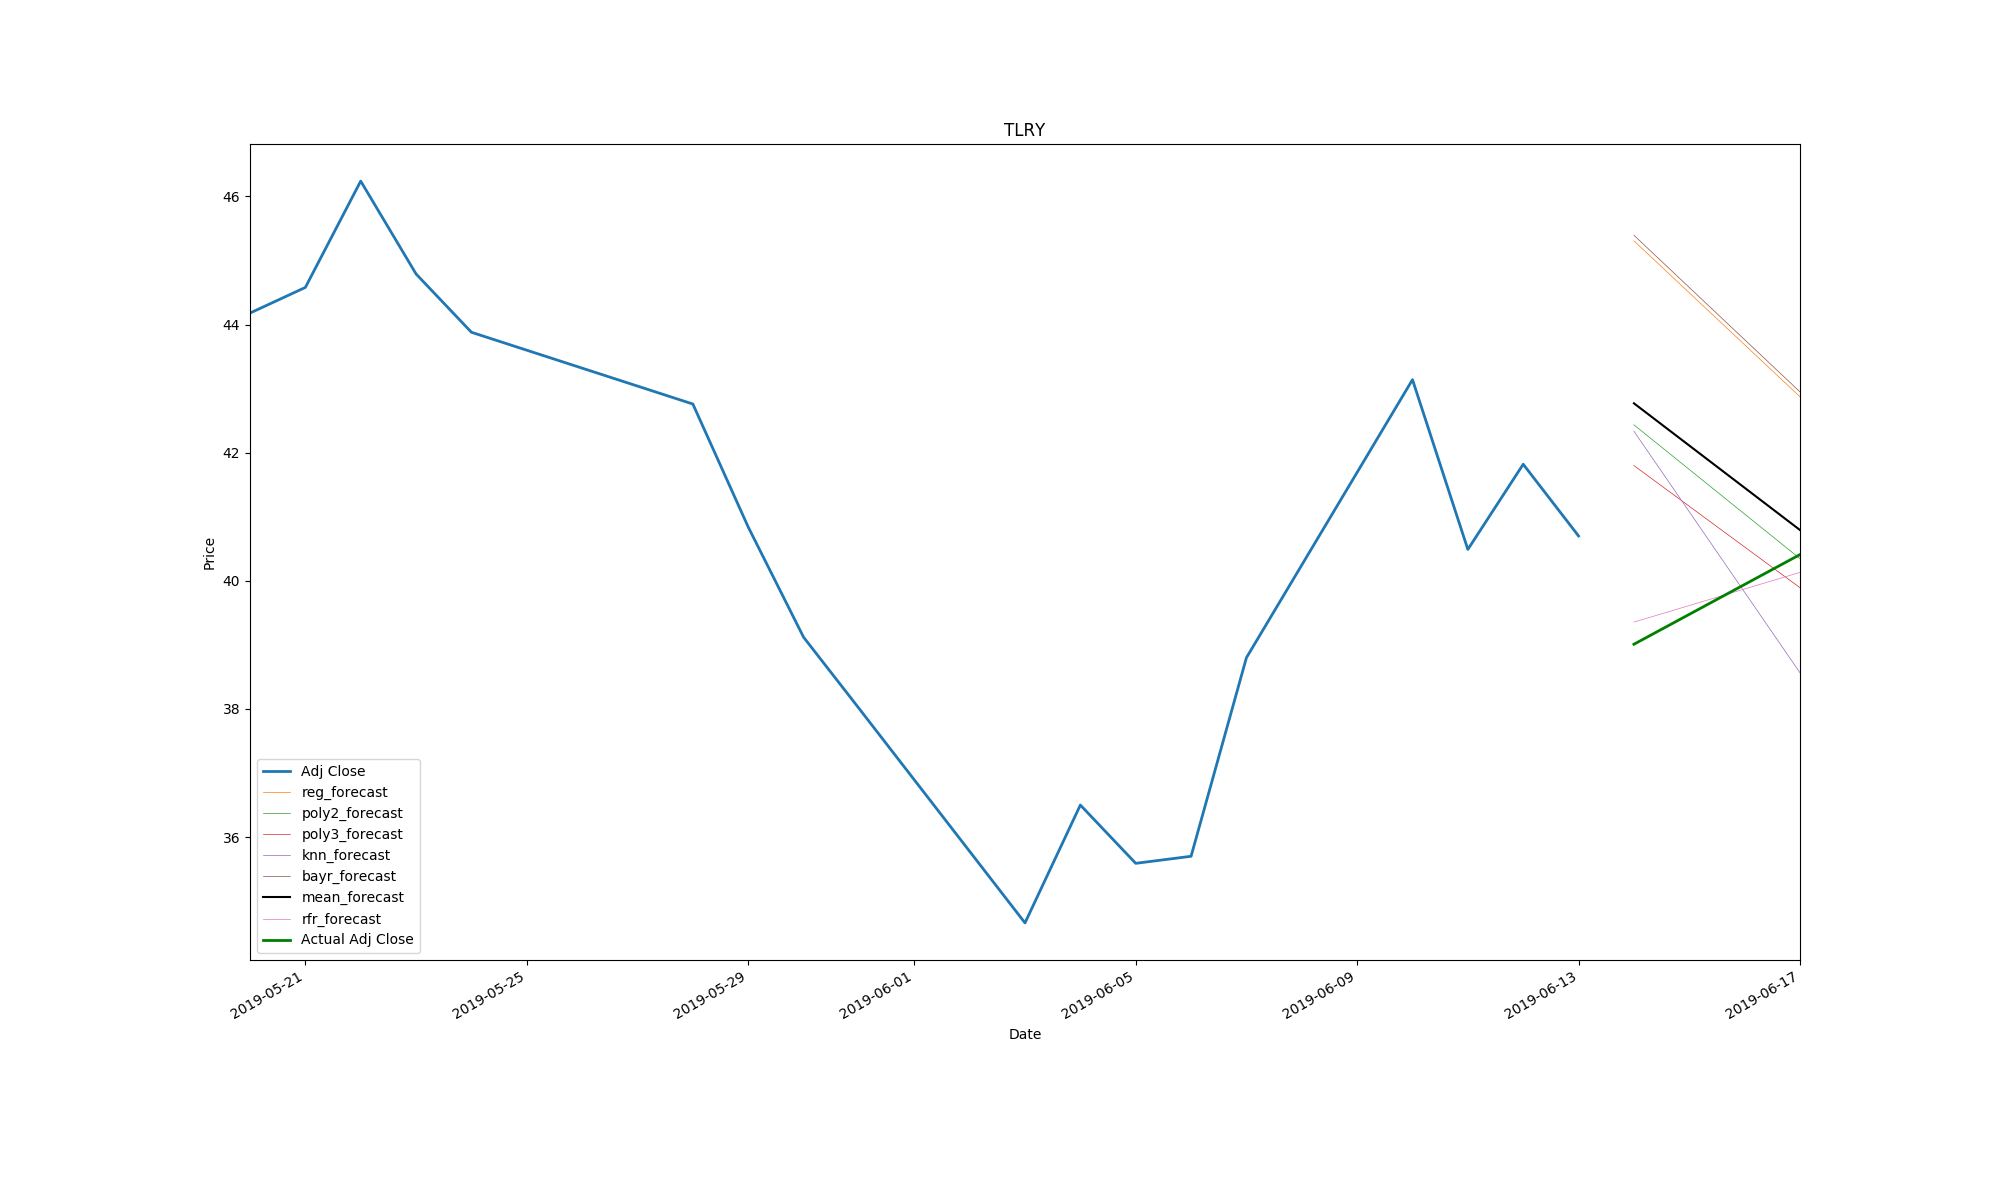 TLRY
46
44
42
40
38
36
Price
Adj Close
reg_forecast
poly2_forecast
poly3_forecast
knn_forecast
bayr_forecast
mean_forecast
rfr_forecast
Actual Adj Close
2019-05-21
2019-05-25
2019-05-29
2019-06-01
2019-06-05
2019-06-09
2019-06-13
2019-06-17
Date